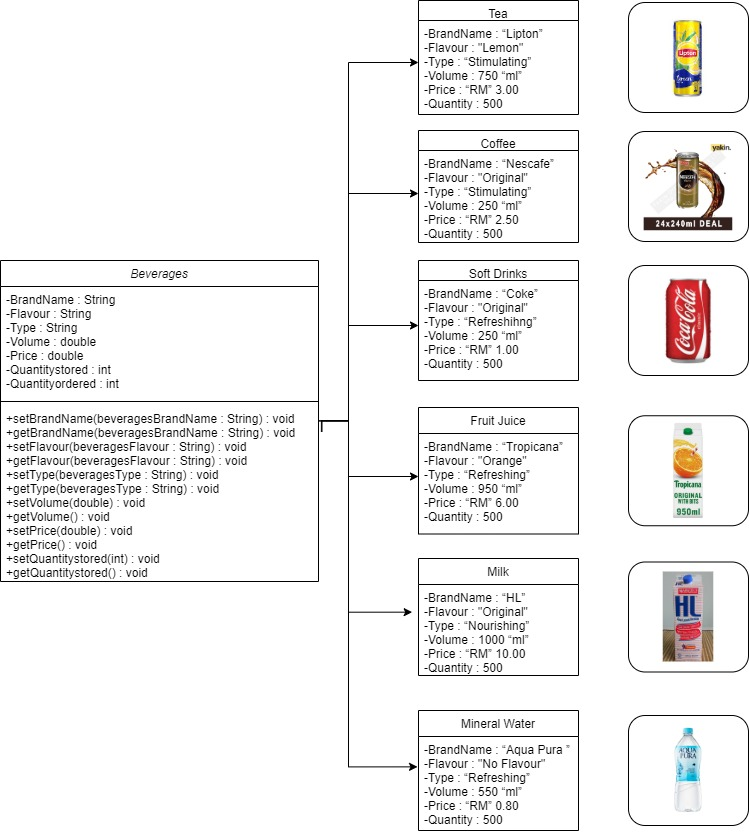 Tea
-BrandName : “Lipton”
-Flavour : "Lemon"
-Type : “Stimulating”
-Volume : 750 “ml”
-Price : “RM” 3.00
-Quantity : 500
Lipton
Coffee
-BrandName : “Nescafe”
-Flavour : "Original"
-Type : “Stimulating”
-Volume : 250 “ml”
-Price : “RM” 2.50
-Quantity : 500
yakin.
NESCAFE
24x240ml DEAL
Beverages
-BrandName : String
-Flavour : String
-Type : String
-Volume : double
-Price : double
-Quantitystored : int
-Quantityordered : int
+setBrandName(beveragesBrandName : String) : void
+getBrandName(beveragesBrandName : String) : void
+setFlavour(beveragesFlavour : String) : void
+getFlavour(beveragesFlavour : String) : void
+setType(beveragesType : String) : void
+getType(beveragesType : String) : void
+setVolume(double) : void
+getVolume() : void
+setPrice(double) : void
+getPrice() : void
+setQuantitystored(int) : void
+getQuantitystored() : void
Soft Drinks
-BrandName : “Coke”
-Flavour : "Original"
-Type : “Refreshihng”
-Volume : 250 “ml”
-Price : “RM” 1.00
-Quantity : 500
Coca-Cola
Fruit Juice
-BrandName : “Tropicana”
-Flavour : "Orange"
-Type : “Refreshing”
-Volume : 950 “ml”
-Price : “RM” 6.00
-Quantity : 500
Tropicana
ORIGINAL
WITH BITS
950ml
Milk
-BrandName : “HL”
-Flavour : "Original"
-Type : “Nourishing”
-Volume : 1000 “ml”
-Price : “RM” 10.00
-Quantity : 500
HL
Mineral Water
-BrandName : “Aqua Pura ”
-Flavour : "No Flavour"
-Type : “Refreshing”
-Volume : 550 “ml”
-Price : “RM” 0.80
-Quantity : 500
AQUA
PURA